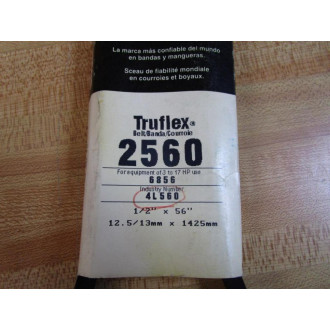 La marca más confiable del mundo
en bandas y mangueras.
Sceau de fiabilité mondiale
en courroies et boyaux.
Truflex®
Belt/Banda/Courroie
2560
For equipment of 3 to 17 HP use
6856
Industry Number
4L560
1/2" x 56"
12.5/13mm x 1425mm